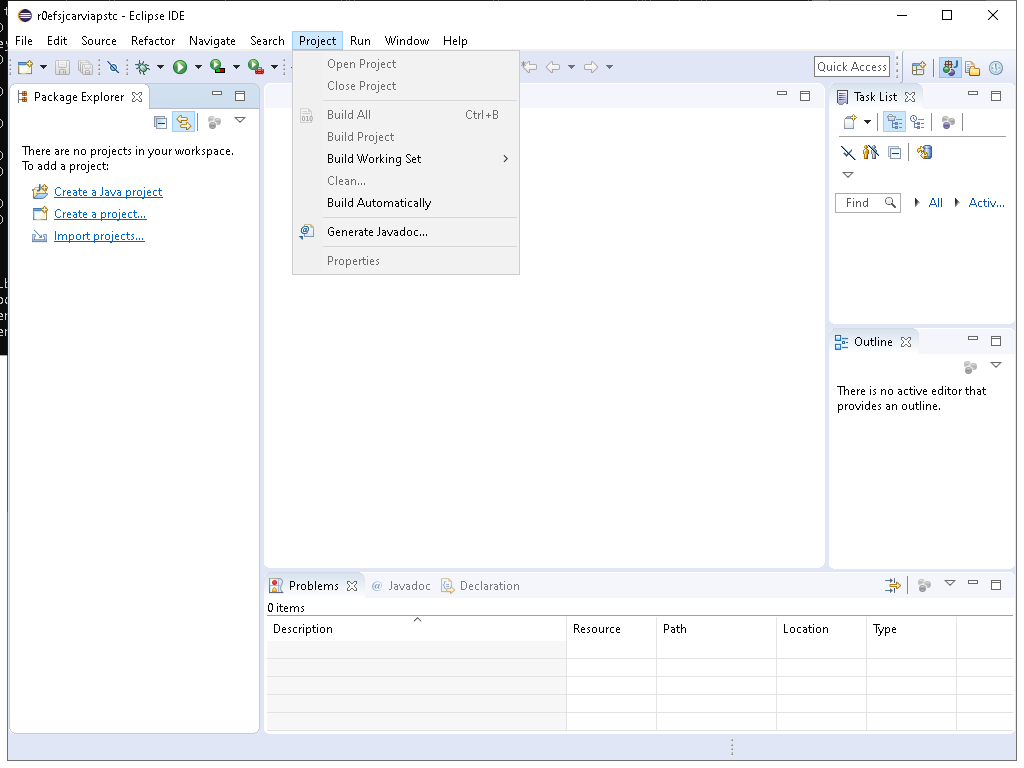 r0efsjcarviapstc - Eclipse IDE
File Edit Source Refactor Navigate Search Project Run Window Help
Quick Access
Open Project
Close Project
Build All Ctrl+B
Build Project
Build Working Set
Clean...
Build Automatically
Generate Javadoc...
Properties
Package Explorer
There are no projects in your workspace.
To add a project:
Create a Java project
Create a project...
Import projects...
Task List
Find All Activ...
Outline
There is no active editor that
provides an outline.
Problems @ Javadoc Declaration
0 items
Description Resource Path Location Type